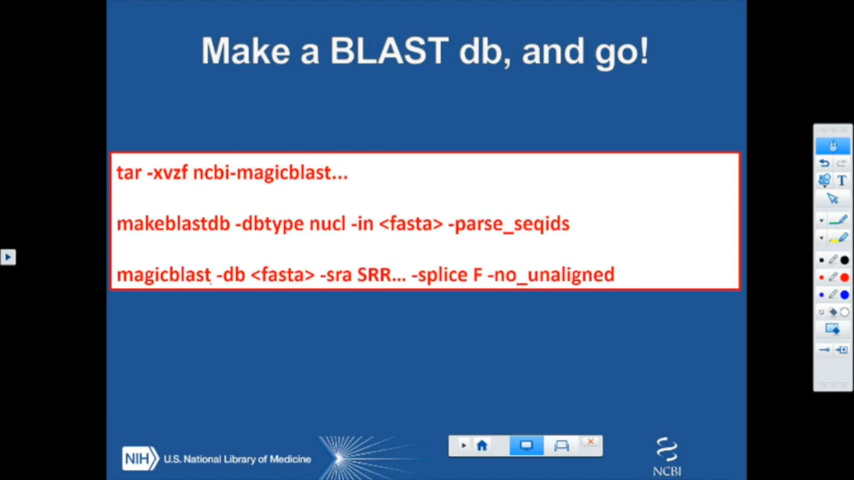 Make a BLAST db, and go!
tar -xvzf ncbi-magicblast...
makeblastdb -dbtype nucl -in <fasta> -parse_seqids
magicblast -db <fasta> -sra SRR... -splice F -no_unaligned
NIH U.S. National Library of Medicine
NCBI
T